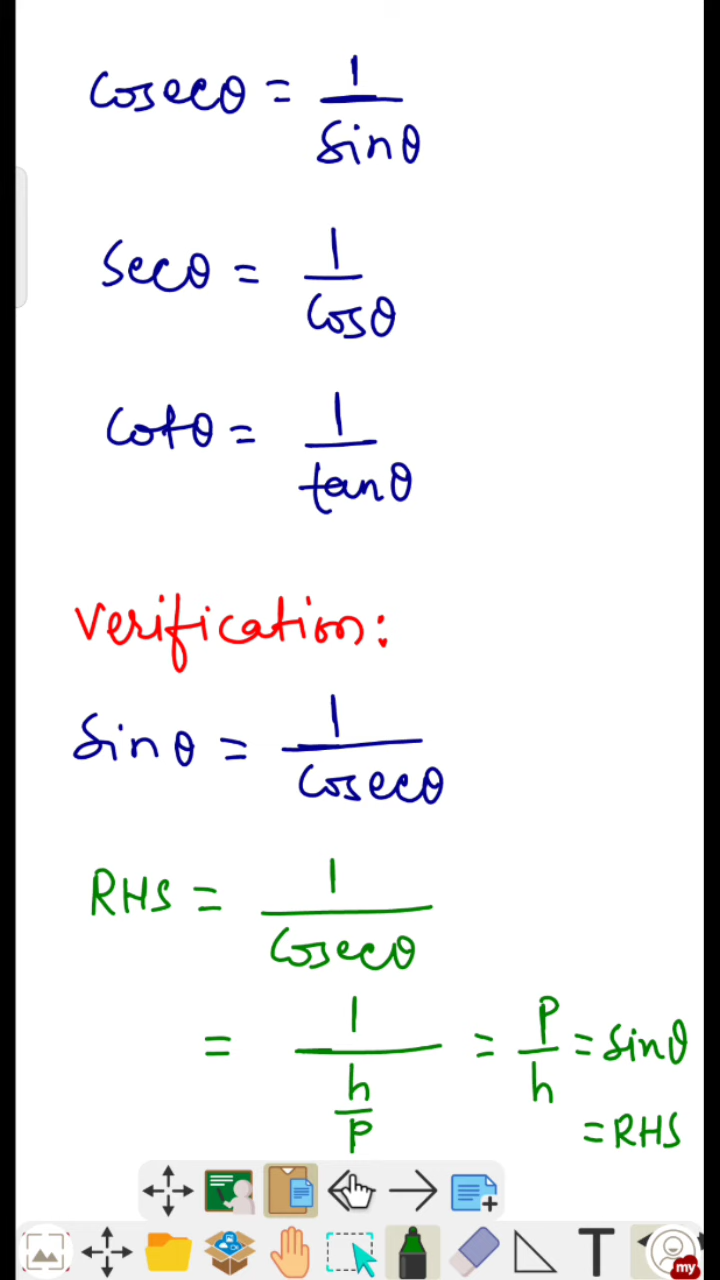 cosecθ = 1/sinθ
secθ = 1/cosθ
cotθ = 1/tanθ
Verification:
sinθ = 1/cosecθ
RHS = 1/cosecθ
= 1/(h/p) = p/h = sinθ
= RHS
T
my